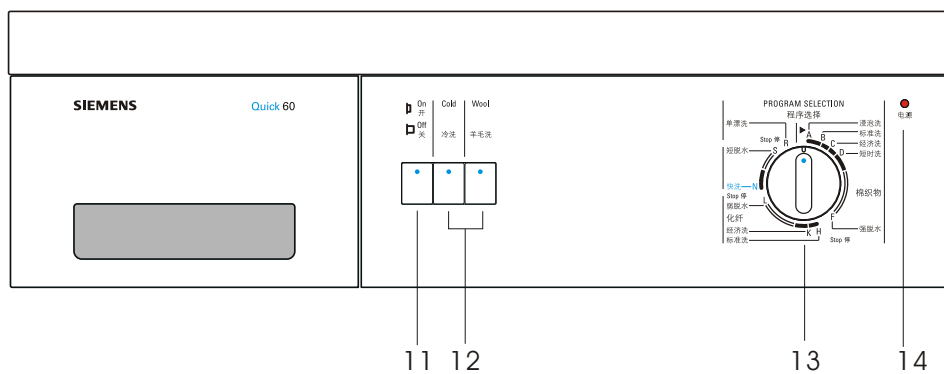 SIEMENS
Quick 60
On
开
Off
关
Cold
冷洗
Wool
羊毛洗
PROGRAM SELECTION
程序选择
单漂洗
Stop 停
短脱水
快洗
Stop 停
弱脱水
化纤
经济洗
标准洗
R
S
N
L
K
H
A
B
C
D
F
浸泡洗
标准洗
经济洗
短时洗
棉织物
强脱水
Stop 停
电源
11
12
13
14